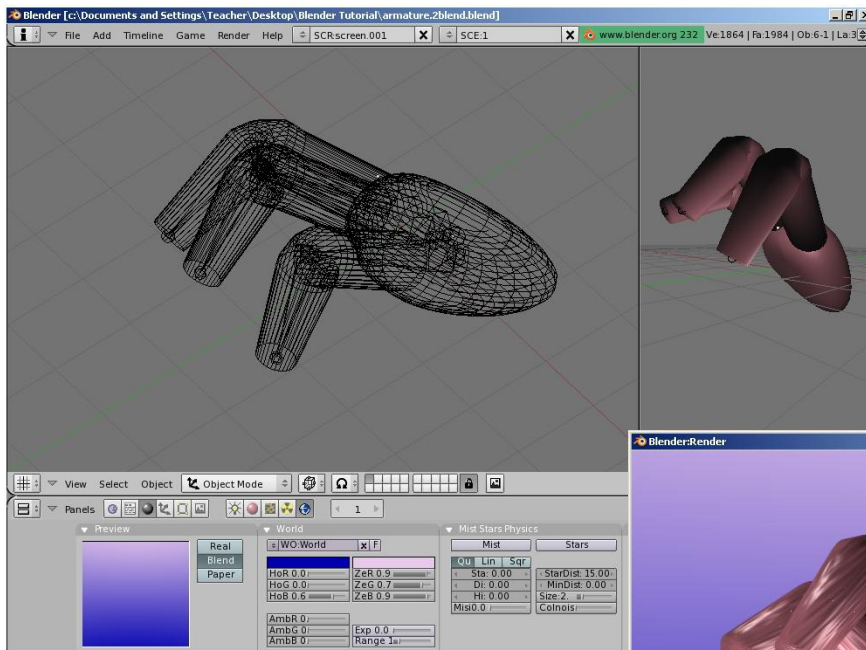 Blender [c:\Documents and Settings\Teacher\Desktop\Blender Tutorial\armature.2blend.blend]
File Add Timeline Game Render Help SCR:screen.001 X SCE:1 X www.blender.org 232 Ve:1864 | Fa:1984 | Ob:6-1 | La:3
Blender:Render
View Select Object Object Mode
Panels 1
Preview World Mist Stars Physics
Real WO:World X F Mist Stars
Blend Qu Lin Sqr
Paper HoR 0.0 ZeR 0.9 Sta: 0.00 StarDist: 15.00
HoG 0.0 ZeG 0.7 Di: 0.00 MinDist: 0.00
HoB 0.6 ZeB 0.9 Hi: 0.00 Size:2.
Misi0.0 Colnois
AmbR 0
AmbG 0 Exp 0.0
AmbB 0 Range 1